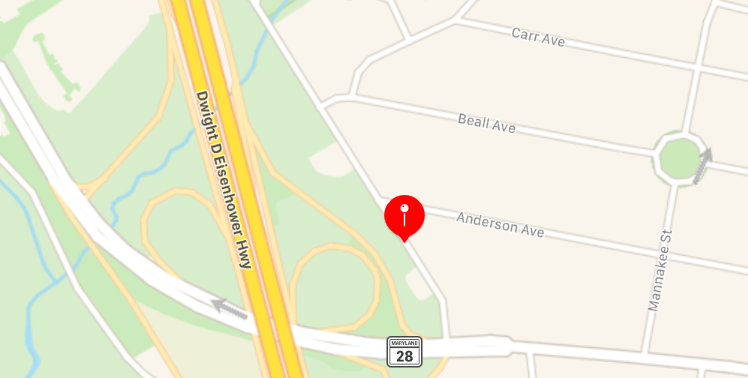 Carr Ave
Beall Ave
Dwight D Eisenhower Hwy
Anderson Ave
Mannakee St
MARYLAND
28